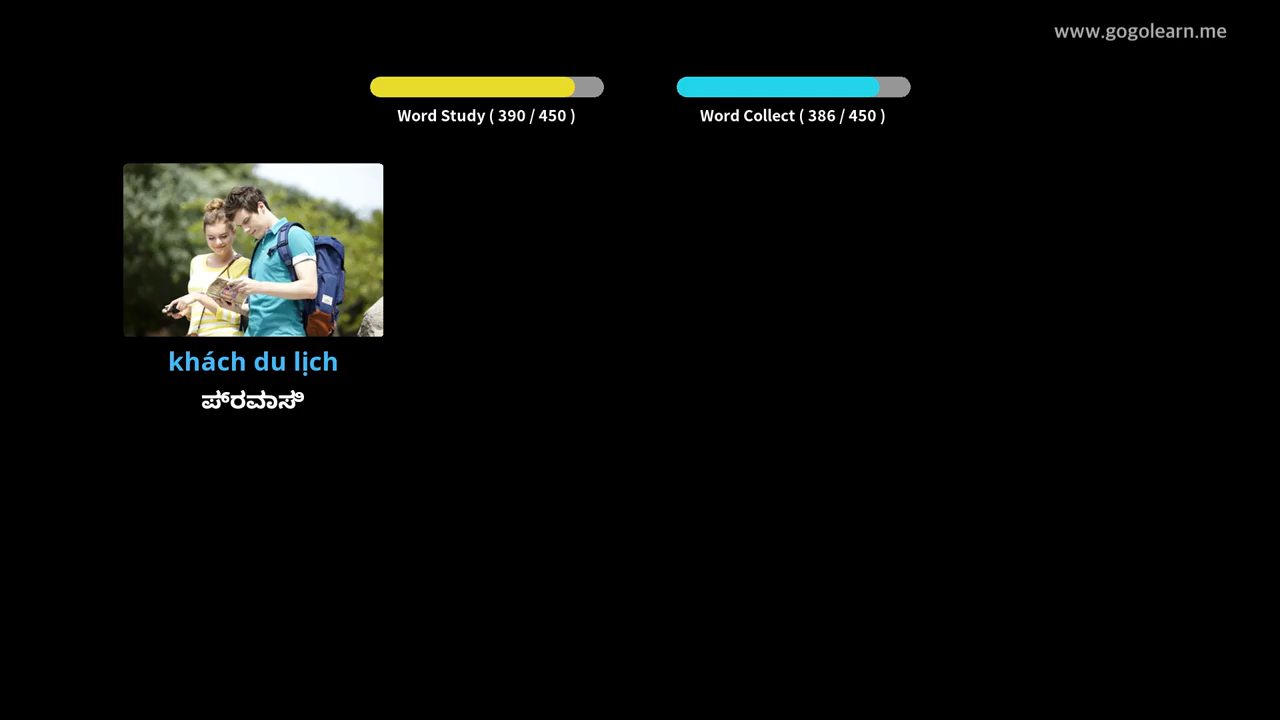 www.gogolearn.me
Word Study ( 390 / 450 )
Word Collect ( 386 / 450 )
khách du lịch
ಪ್ರವಾಸಿ